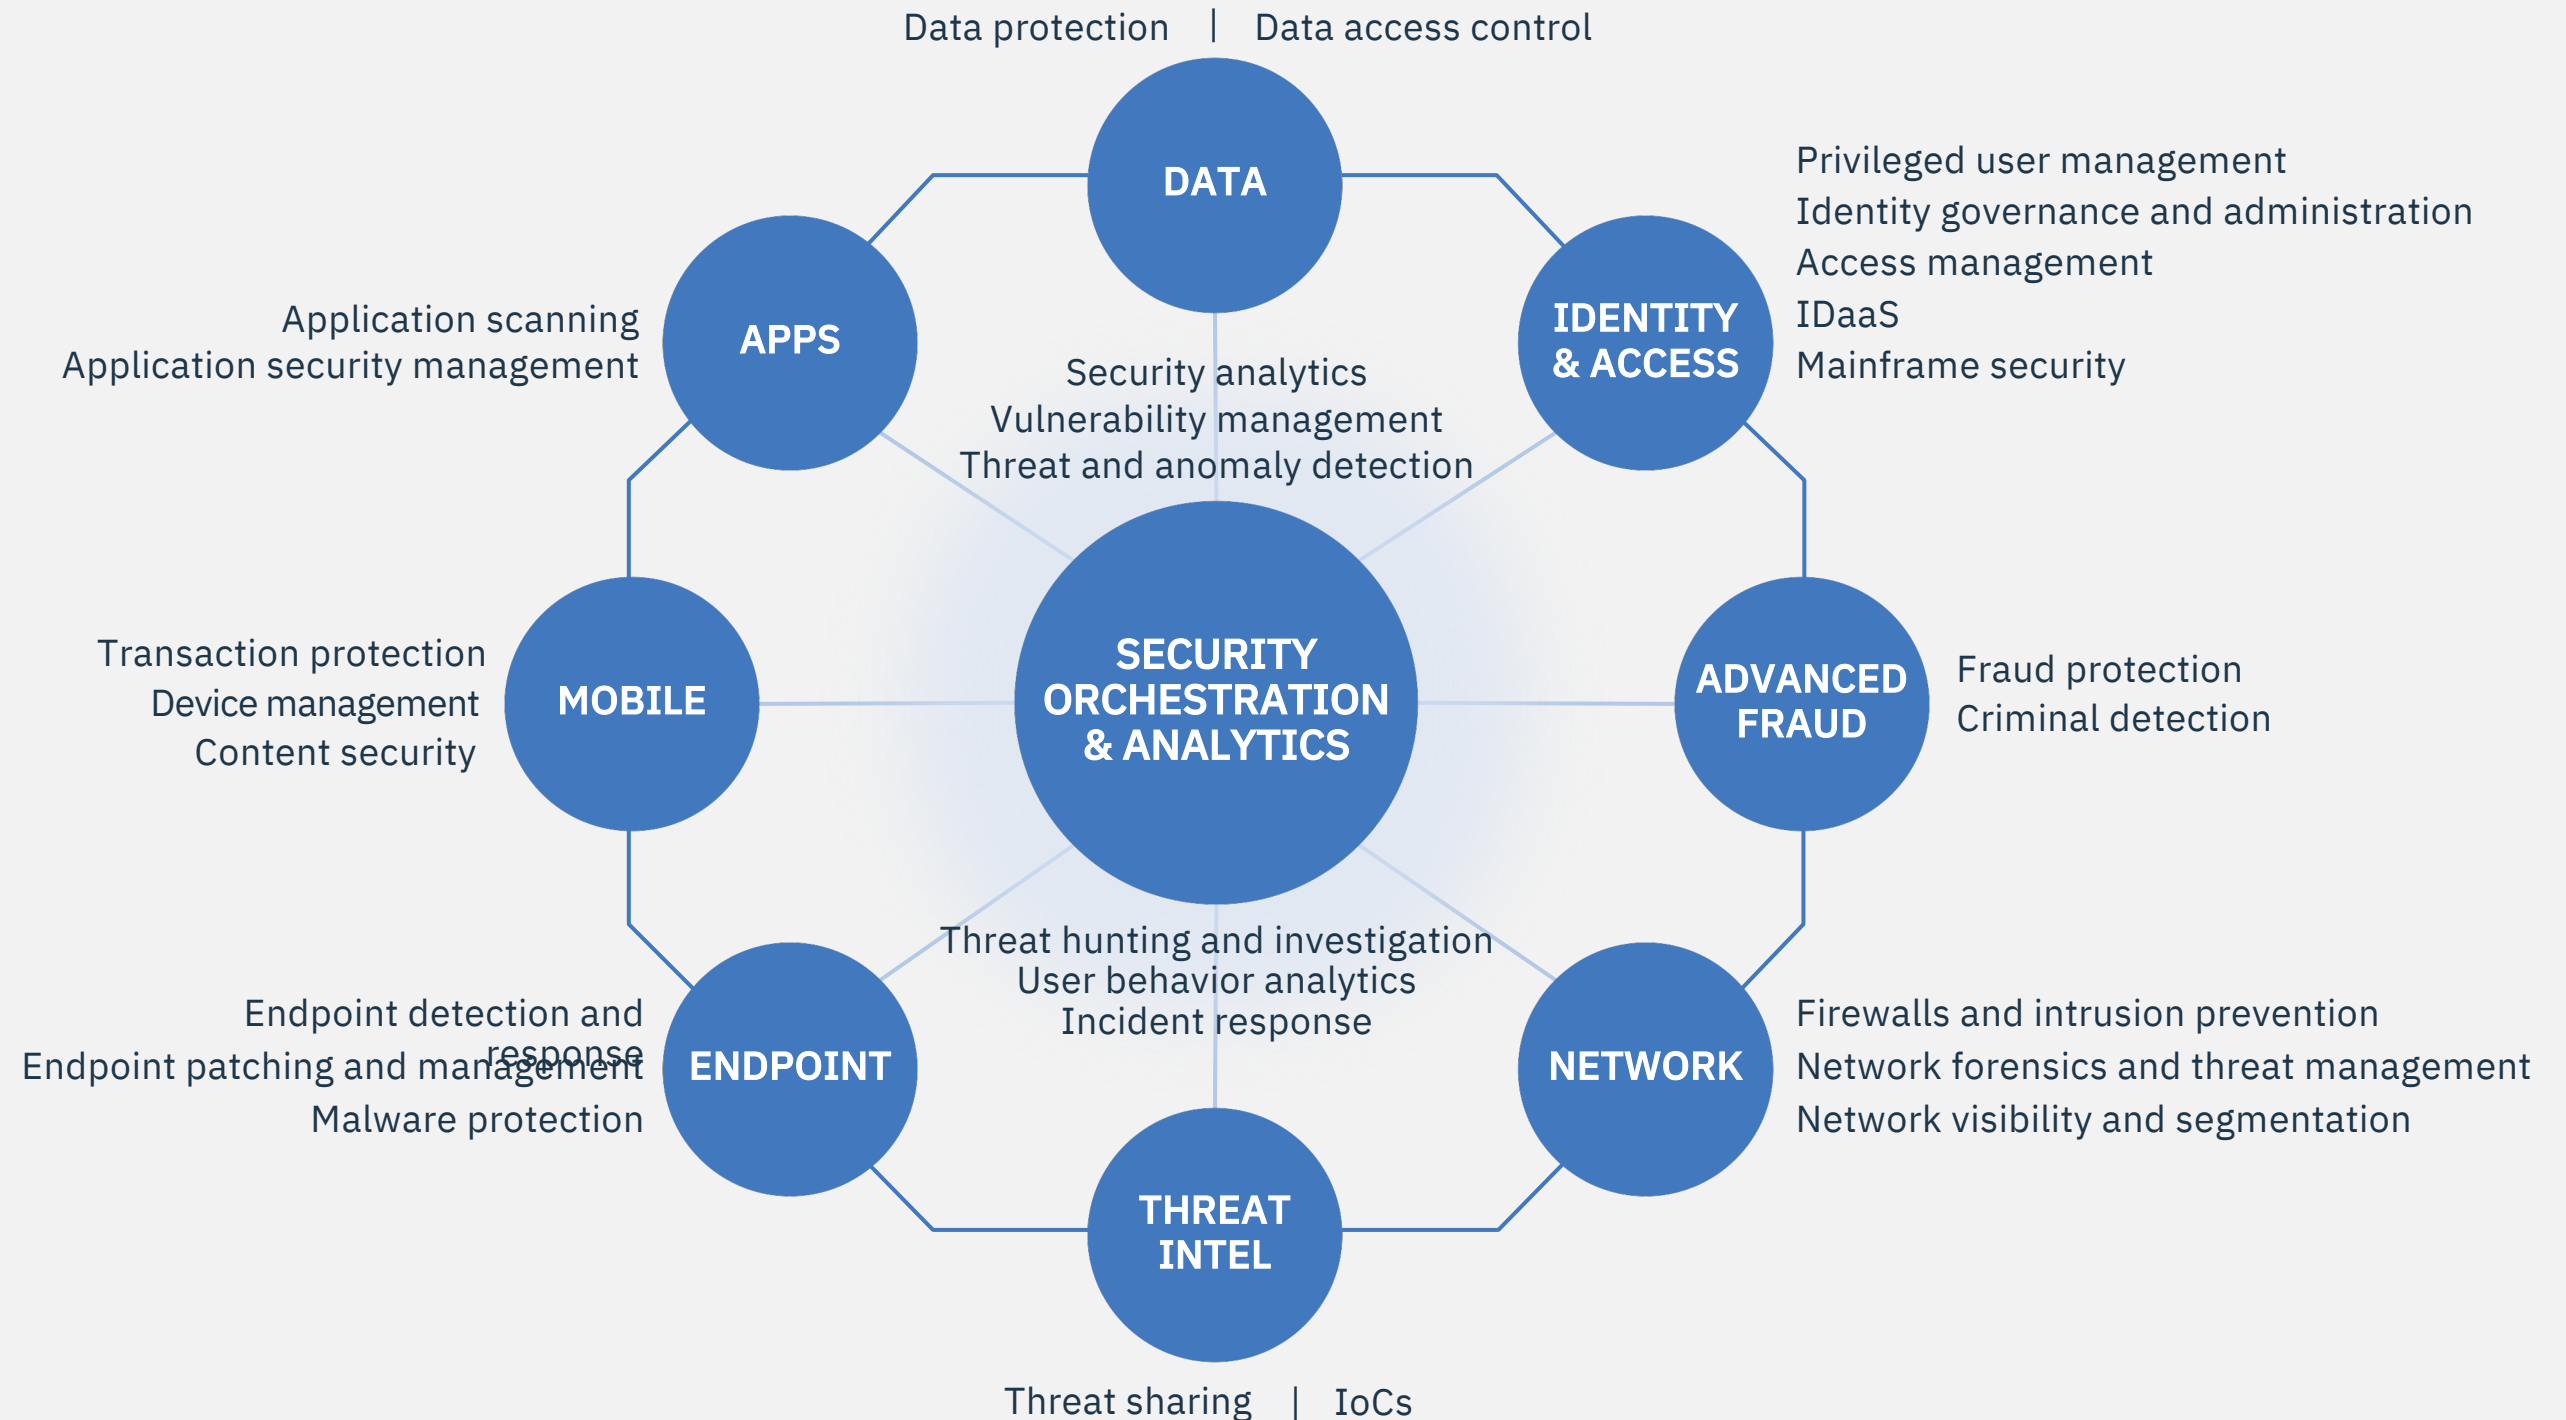 Data protection | Data access control
DATA
Privileged user management
Identity governance and administration
Access management
IDaaS
Mainframe security
IDENTITY
& ACCESS
APPS
Application scanning
Application security management
Security analytics
Vulnerability management
Threat and anomaly detection
SECURITY
ORCHESTRATION
& ANALYTICS
Transaction protection
Device management
Content security
MOBILE
ADVANCED
FRAUD
Fraud protection
Criminal detection
Threat hunting and investigation
User behavior analytics
Incident response
Endpoint detection and
response
Endpoint patching and management
Malware protection
ENDPOINT
NETWORK
Firewalls and intrusion prevention
Network forensics and threat management
Network visibility and segmentation
THREAT
INTEL
Threat sharing | IoCs